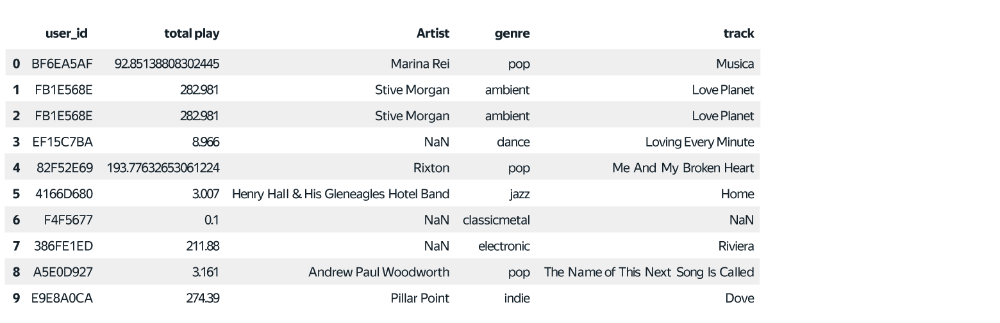 user_id total play Artist genre track
0 BF6EA5AF 92.85138808302445 Marina Rei pop Musica
1 FB1E568E 282.981 Stive Morgan ambient Love Planet
2 FB1E568E 282.981 Stive Morgan ambient Love Planet
3 EF15C7BA 8.966 NaN dance Loving Every Minute
4 82F52E69 193.77632653061224 Rixton pop Me And My Broken Heart
5 4166D680 3.007 Henry Hall & His Gleneagles Hotel Band jazz Home
6 F4F5677 0.1 NaN classicmetal NaN
7 386FE1ED 211.88 NaN electronic Riviera
8 A5E0D927 3.161 Andrew Paul Woodworth pop The Name of This Next Song Is Called
9 E9E8A0CA 274.39 Pillar Point indie Dove